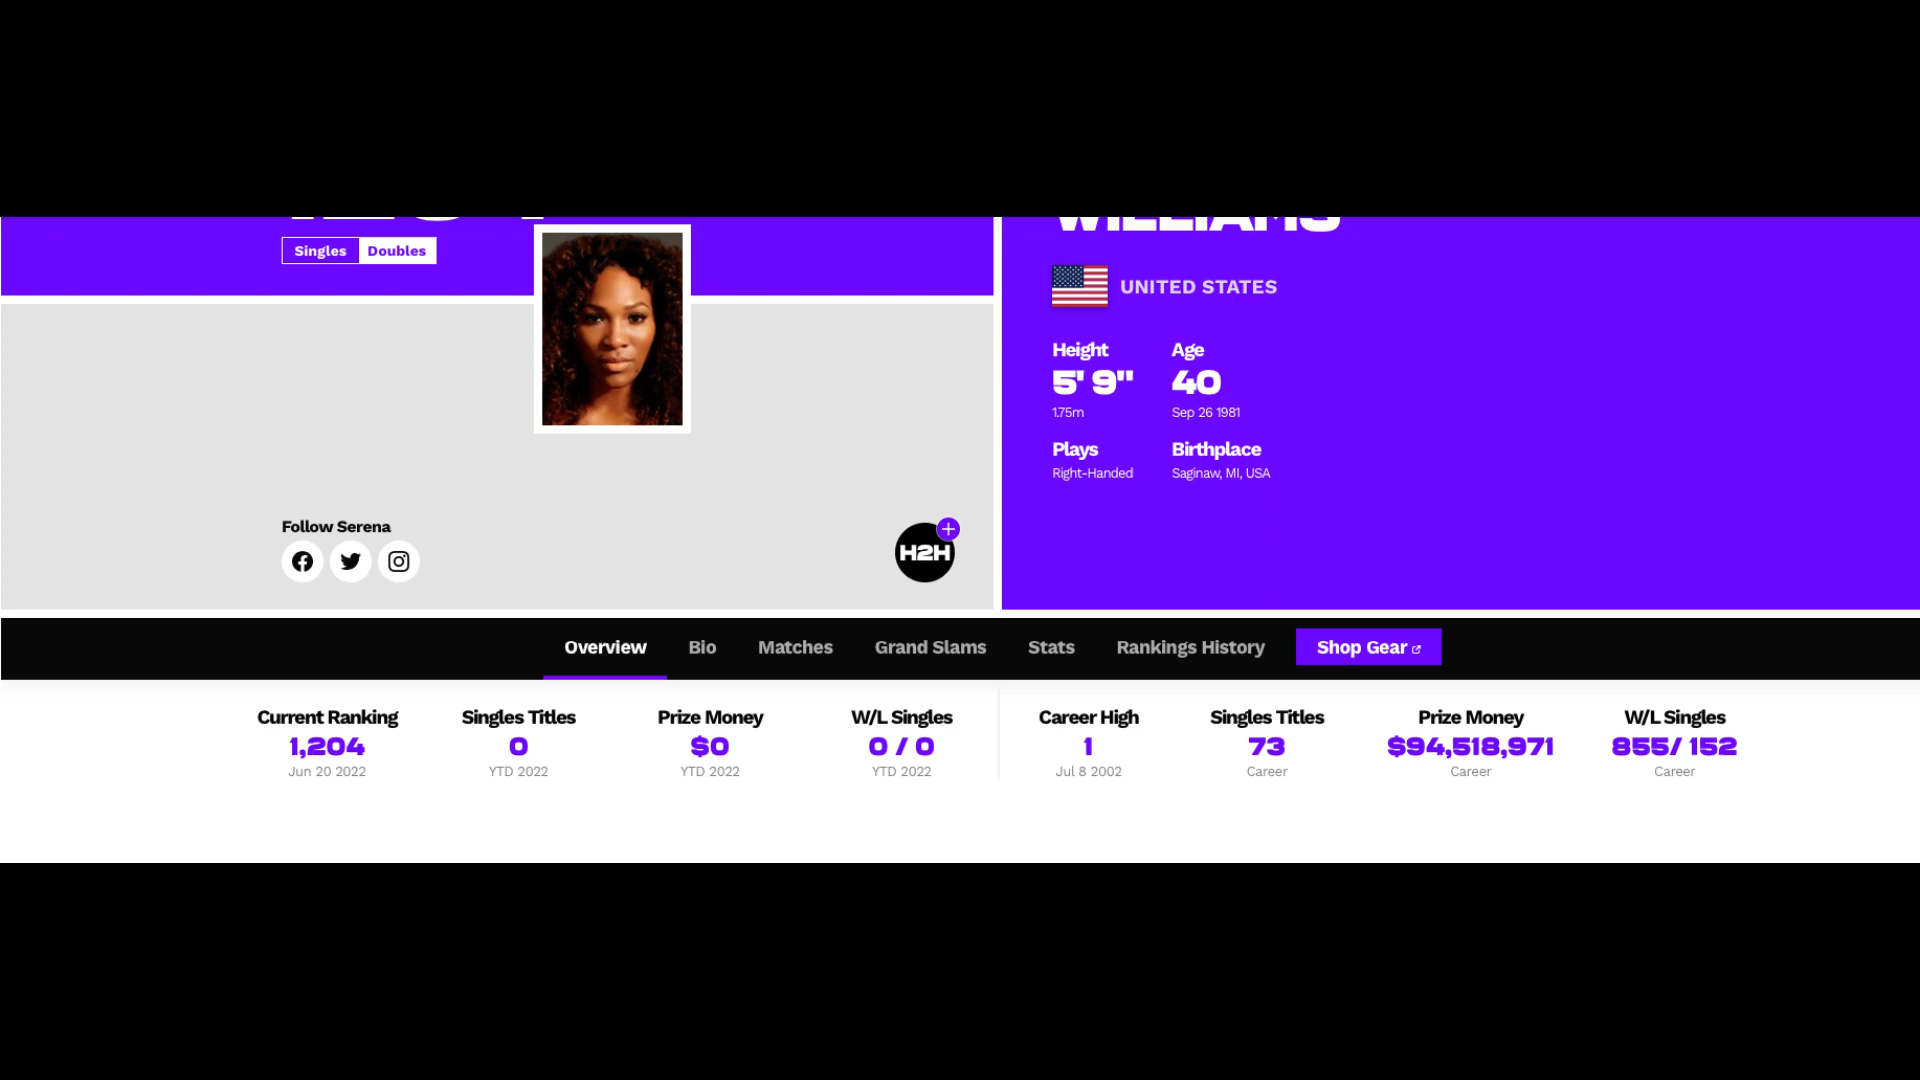 WILLIAMS
Singles Doubles
UNITED STATES
Height Age
5' 9" 40
1.75m Sep 26 1981
Plays Birthplace
Right-Handed Saginaw, MI, USA
Follow Serena
H2H
Overview Bio Matches Grand Slams Stats Rankings History Shop Gear
Current Ranking Singles Titles Prize Money W/L Singles Career High Singles Titles Prize Money W/L Singles
1,204 0 $0 0 / 0 1 73 $94,518,971 855/ 152
Jun 20 2022 YTD 2022 YTD 2022 YTD 2022 Jul 8 2002 Career Career Career